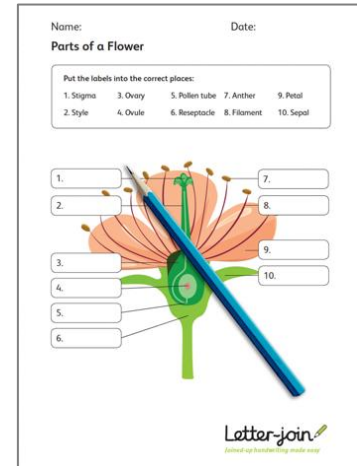 Name: Date:
Parts of a Flower
Put the labels into the correct places:
1. Stigma 3. Ovary 5. Pollen tube 7. Anther 9. Petal
2. Style 4. Ovule 6. Reseptacle 8. Filament 10. Sepal
1. 7.
2. 8.
9.
3. 10.
4.
5.
6.
Letter-join
Joined up handwriting made easy